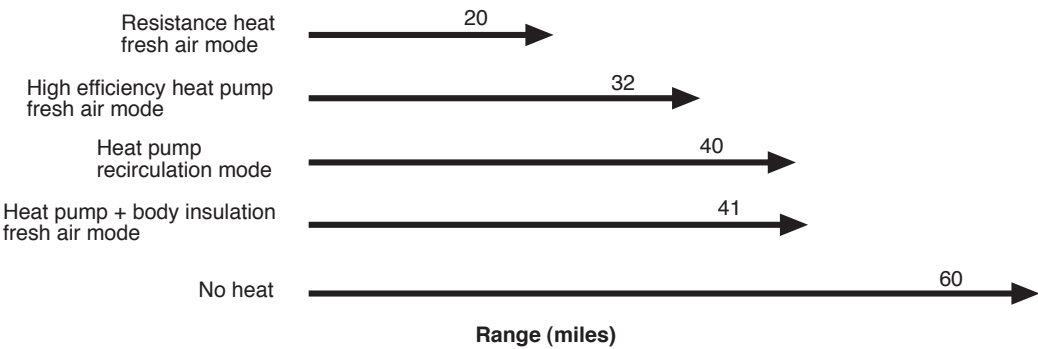 Resistance heat
fresh air mode
20
High efficiency heat pump
fresh air mode
32
Heat pump
recirculation mode
40
Heat pump + body insulation
fresh air mode
41
No heat
60
Range (miles)